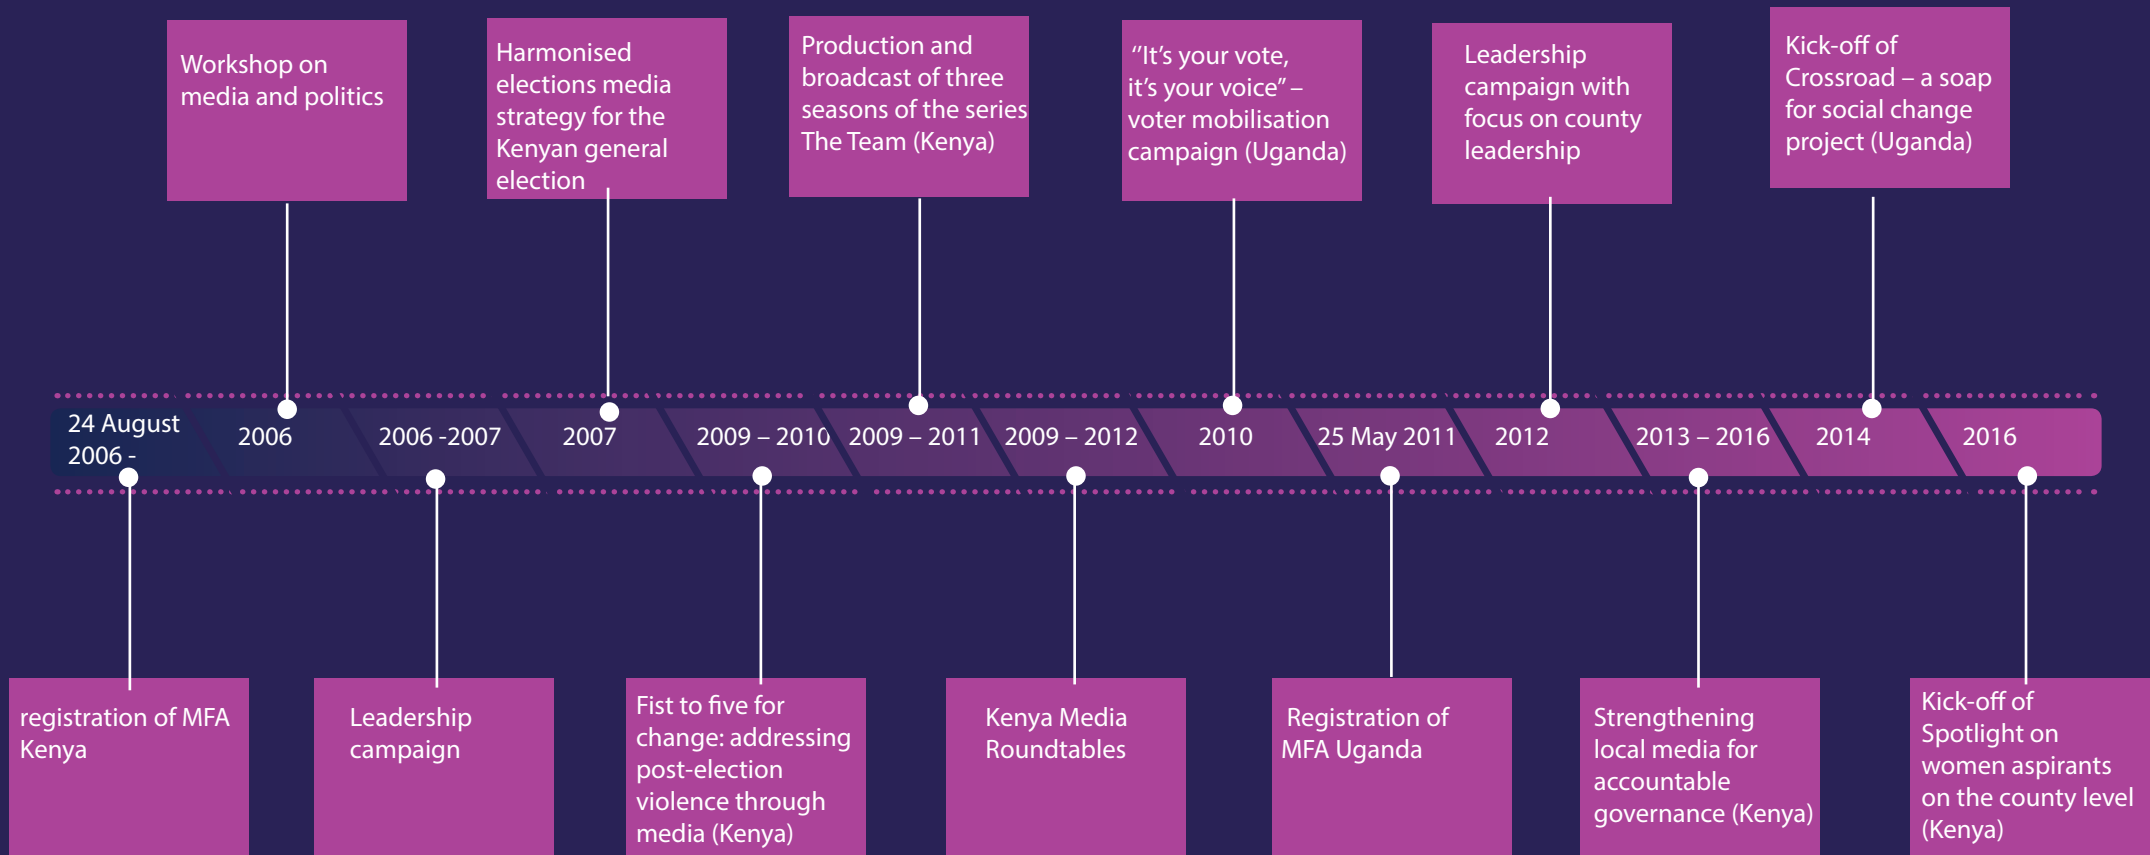 Workshop on
media and politics
Harmonised
elections media
strategy for the
Kenyan general
election
Production and
broadcast of three
seasons of the series
The Team (Kenya)
‘’It’s your vote,
it’s your voice” –
voter mobilisation
campaign (Uganda)
Leadership
campaign with
focus on county
leadership
Kick-off of
Crossroad – a soap
for social change
project (Uganda)
24 August
2006 -
2006
2006 -2007
2007
2009 – 2010
2009 – 2011
2009 – 2012
2010
25 May 2011
2012
2013 – 2016
2014
2016
registration of MFA
Kenya
Leadership
campaign
Fist to five for
change: addressing
post-election
violence through
media (Kenya)
Kenya Media
Roundtables
Registration of
MFA Uganda
Strengthening
local media for
accountable
governance (Kenya)
Kick-off of
Spotlight on
women aspirants
on the county level
(Kenya)